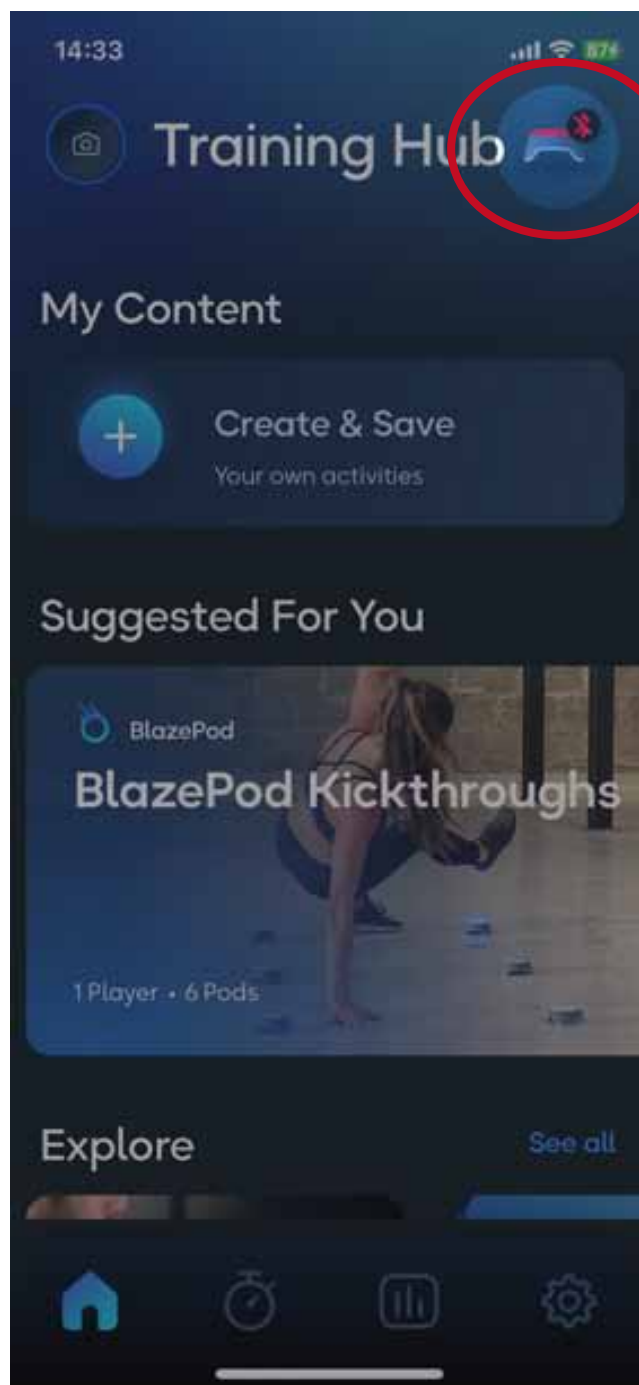 14:33
87%
Training Hub
My Content
Create & Save
Your own activities
Suggested For You
BlazePod
BlazePod Kickthroughs
1 Player • 6 Pods
Explore
See all